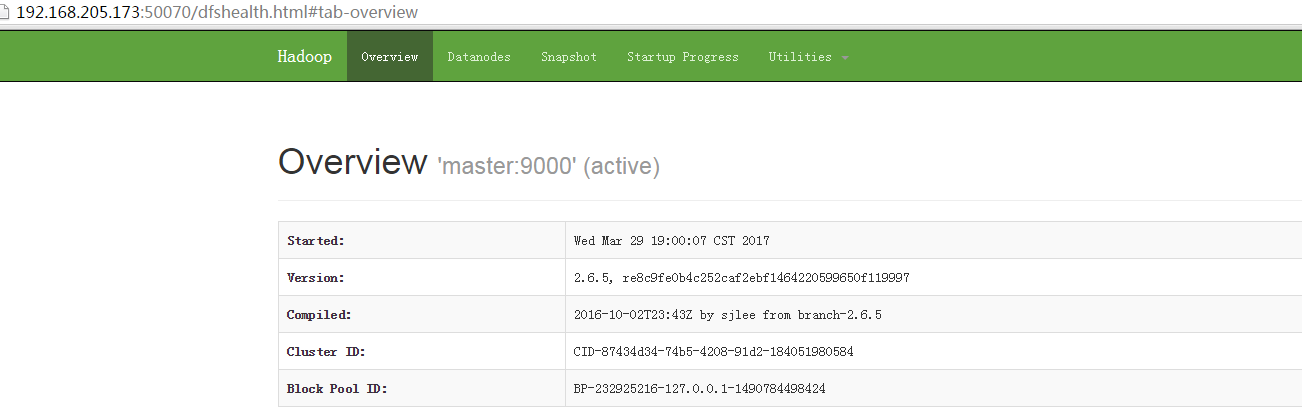 192.168.205.173:50070/dfshealth.html#tab-overview
Hadoop Overview Datanodes Snapshot Startup Progress Utilities
Overview 'master:9000' (active)
Started: Wed Mar 29 19:00:07 CST 2017
Version: 2.6.5, re8c9fe0b4c252caf2ebf1464220599650f119997
Compiled: 2016-10-02T23:43Z by sjlee from branch-2.6.5
Cluster ID: CID-87434d34-74b5-4208-91d2-184051980584
Block Pool ID: BP-232925216-127.0.0.1-1490784498424